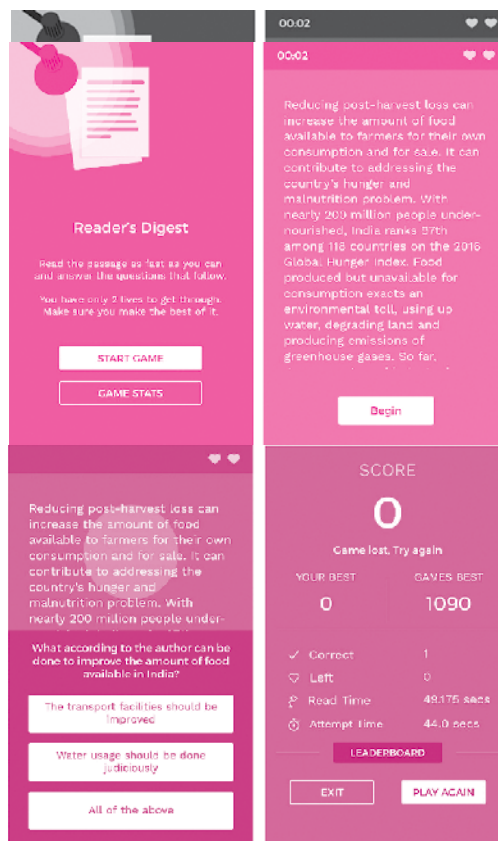 00:02
Reader's Digest
Read the passage as fast as you can
and answer the questions that follow.
You have only 2 lives to get through.
Make sure you make the best of it.
START GAME
GAME STATS
00:02
Reducing post-harvest loss can
increase the amount of food
available to farmers for their own
consumption and for sale. It can
contribute to addressing the
country's hunger and
malnutrition problem. With
nearly 200 million people under-
nourished, India ranks 97th
among 118 countries on the 2016
Global Hunger Index. Food
produced but unavailable for
consumption exacts an
environmental toll, using up
water, degrading land and
producing emissions of
greenhouse gases. So far,
Begin
Reducing post-harvest loss can
increase the amount of food
available to farmers for their own
consumption and for sale. It can
contribute to addressing the
country's hunger and
malnutrition problem. With
nearly 200 million people under-
What according to the author can be
done to improve the amount of food
available in India?
The transport facilities should be
improved
Water usage should be done
judiciously
All of the above
SCORE
0
Game lost, Try again
YOUR BEST
GAMES BEST
0
1090
Correct 1
Left 0
Read Time 49.175 secs
Attempt Time 44.0 secs
LEADERBOARD
EXIT
PLAY AGAIN